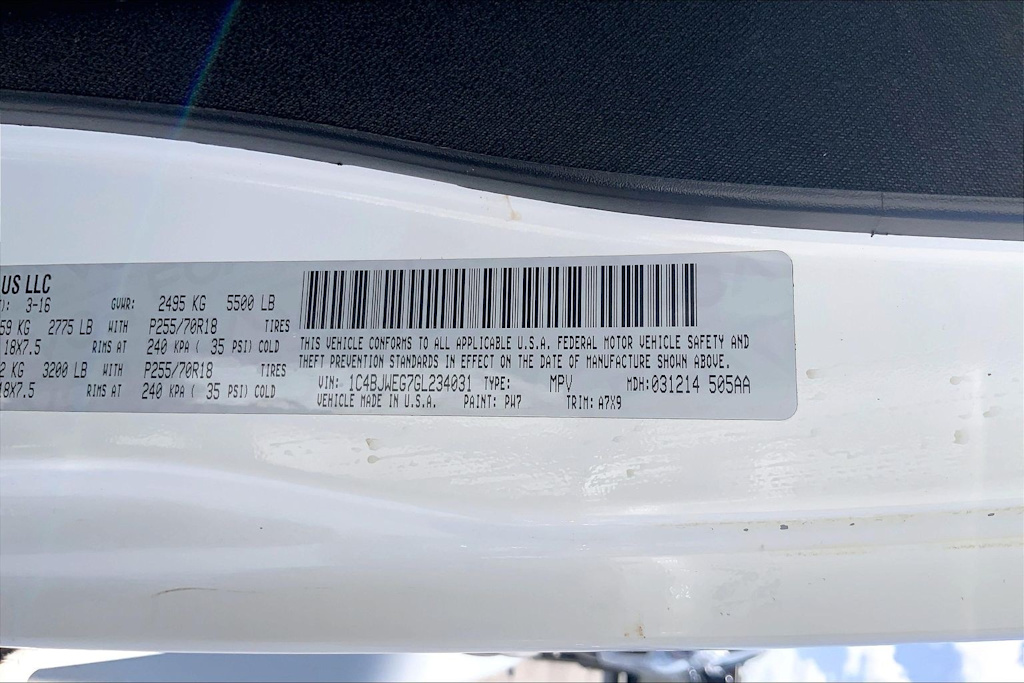 US LLC
3-16 GVWR: 2495 KG 5500 LB
59 KG 2775 LB WITH P255/70R18 TIRES
18X7.5 RIMS AT 240 KPA ( 35 PSI) COLD
2 KG 3200 LB WITH P255/70R18 TIRES
18X7.5 RIMS AT 240 KPA ( 35 PSI) COLD
THIS VEHICLE CONFORMS TO ALL APPLICABLE U.S.A. FEDERAL MOTOR VEHICLE SAFETY AND
THEFT PREVENTION STANDARDS IN EFFECT ON THE DATE OF MANUFACTURE SHOWN ABOVE.
VIN: 1C4BJWEG7GL234031 TYPE: MPV MDH: 031214 505AA
VEHICLE MADE IN U.S.A. PAINT: PW7 TRIM: A7X9